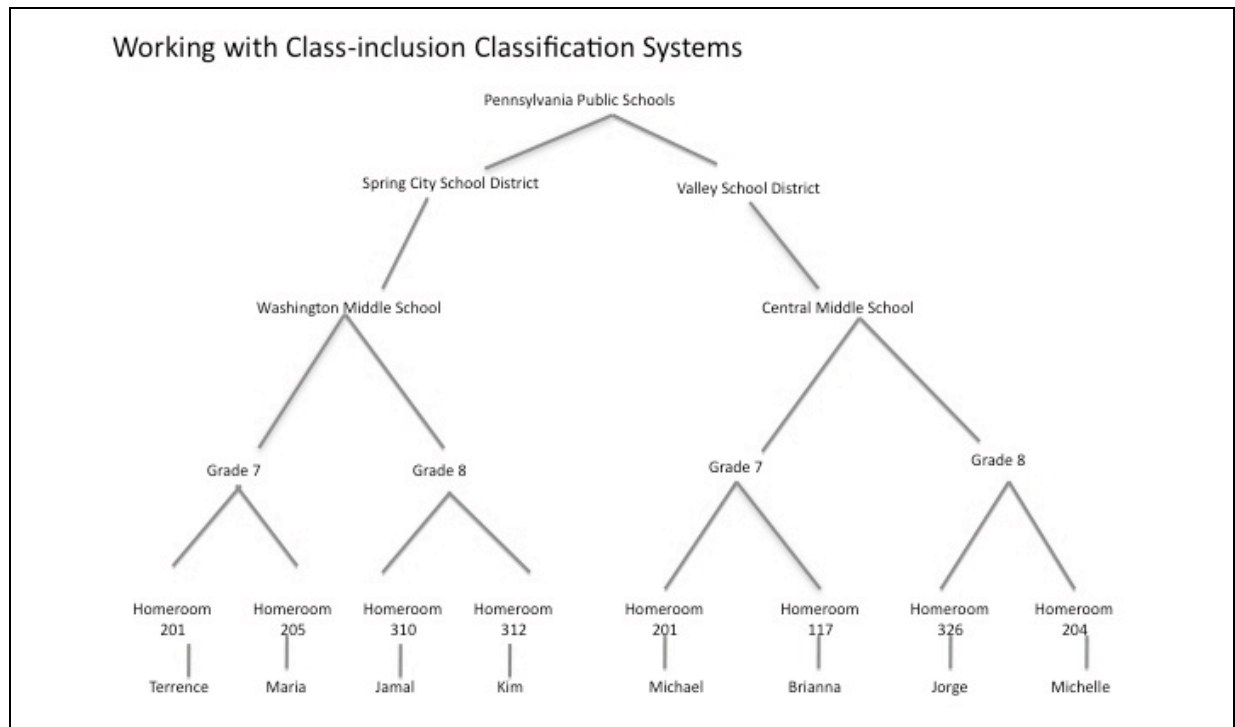 Working with Class-inclusion Classification Systems
Pennsylvania Public Schools
Spring City School District
Valley School District
Washington Middle School
Central Middle School
Grade 7
Grade 8
Grade 7
Grade 8
Homeroom
201
Homeroom
205
Homeroom
310
Homeroom
312
Homeroom
201
Homeroom
117
Homeroom
326
Homeroom
204
Terrence
Maria
Jamal
Kim
Michael
Brianna
Jorge
Michelle